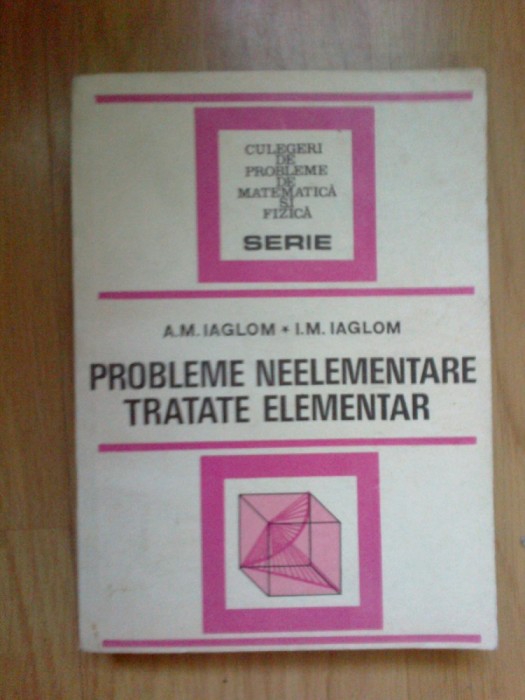 CULEGERI
DE
PROBLEME
DE
MATEMATICĂ
ȘI
FIZICĂ
SERIE
A.M. IAGLOM • I.M. IAGLOM
PROBLEME NEELEMENTARE
TRATATE ELEMENTAR